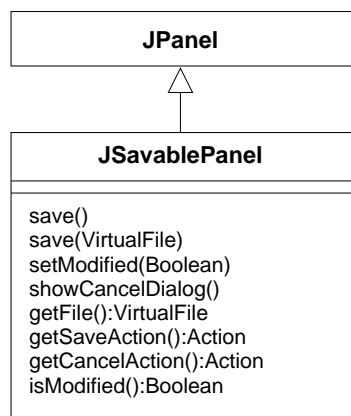 JPanel
JSavablePanel
save()
save(VirtualFile)
setModified(Boolean)
showCancelDialog()
getFile():VirtualFile
getSaveAction():Action
getCancelAction():Action
isModified():Boolean